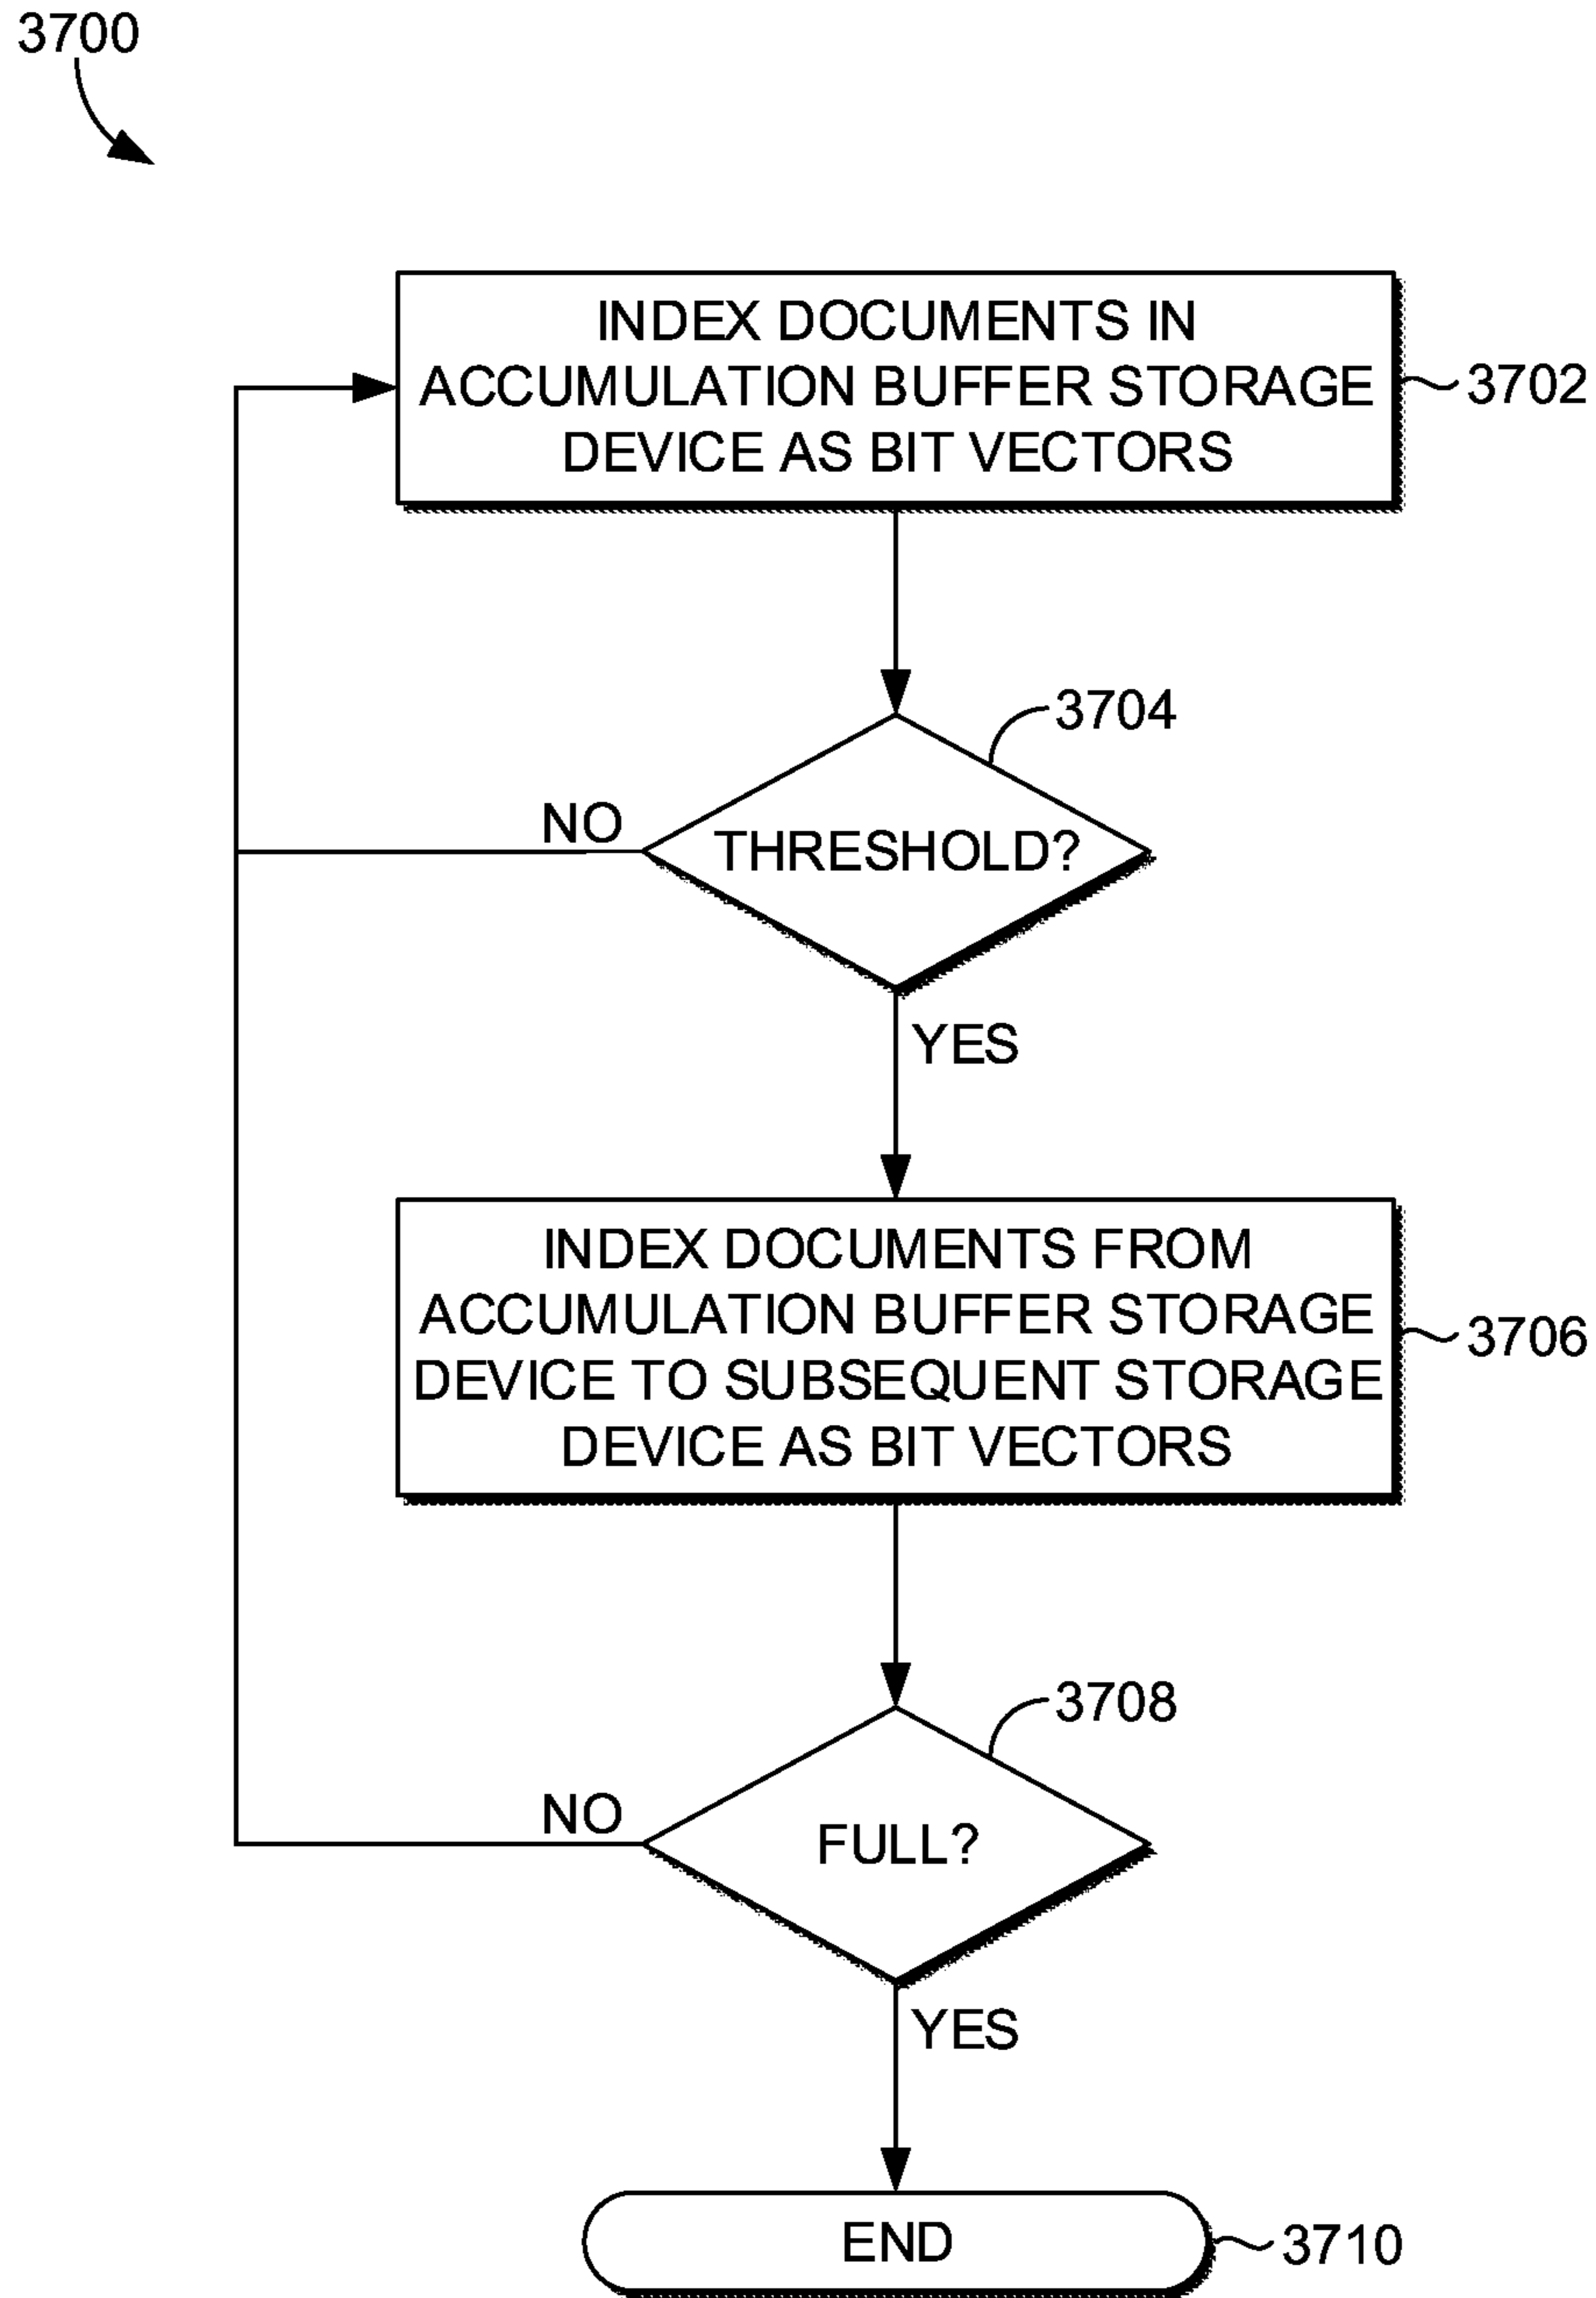 3700
INDEX DOCUMENTS IN
ACCUMULATION BUFFER STORAGE
DEVICE AS BIT VECTORS
3702
3704
NO
THRESHOLD?
YES
INDEX DOCUMENTS FROM
ACCUMULATION BUFFER STORAGE
DEVICE TO SUBSEQUENT STORAGE
DEVICE AS BIT VECTORS
3706
3708
NO
FULL?
YES
END
3710